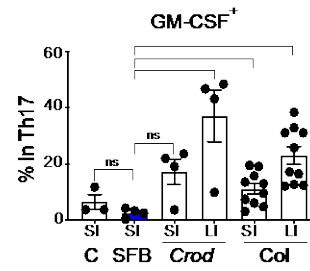 GM-CSF+
% In Th17
60
40
20
0
ns
ns
SI SI SI LI SI LI
C SFB Crod Col